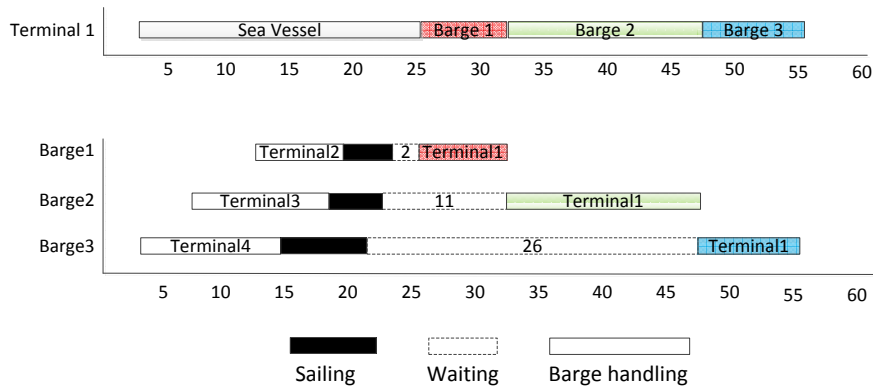 Terminal 1 Sea Vessel Barge 1 Barge 2 Barge 3
5 10 15 20 25 30 35 40 45 50 55 60
Barge1 Terminal2 2 Terminal1
Barge2 Terminal3 11 Terminal1
Barge3 Terminal4 26 Terminal1
5 10 15 20 25 30 35 40 45 50 55 60
Sailing Waiting Barge handling